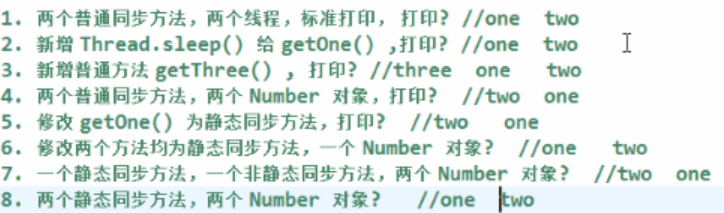 1. 两个普通同步方法，两个线程，标准打印， 打印? //one  two
2. 新增 Thread.sleep() 给 getOne() ,打印? //one  two
3. 新增普通方法 getThree() , 打印? //three  one   two
4. 两个普通同步方法，两个 Number 对象，打印?  //two  one
5. 修改 getOne() 为静态同步方法，打印?  //two   one
6. 修改两个方法均为静态同步方法，一个 Number 对象?  //one   two
7. 一个静态同步方法，一个非静态同步方法，两个 Number 对象?  //two  one
8. 两个静态同步方法，两个 Number 对象?   //one  two